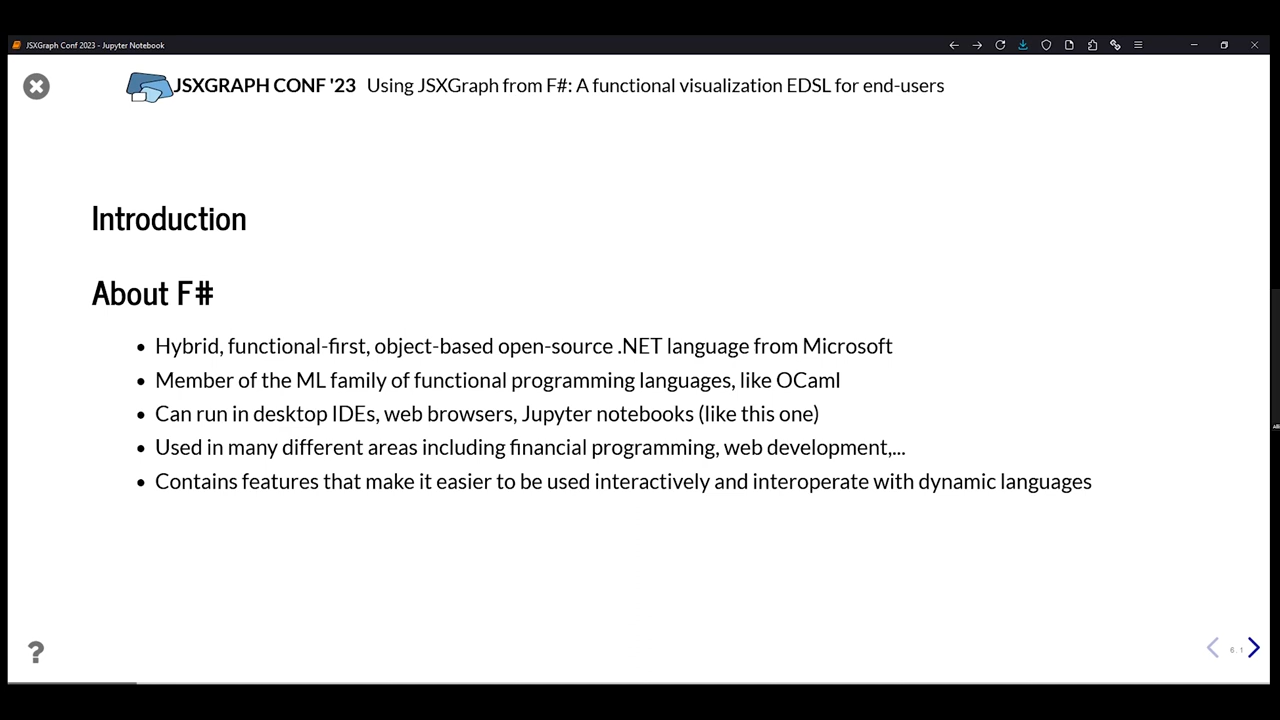 JSXGraph Conf 2023 - Jupyter Notebook
JSXGRAPH CONF '23 Using JSXGraph from F#: A functional visualization EDSL for end-users
Introduction
About F#
• Hybrid, functional-first, object-based open-source .NET language from Microsoft
• Member of the ML family of functional programming languages, like OCaml
• Can run in desktop IDEs, web browsers, Jupyter notebooks (like this one)
• Used in many different areas including financial programming, web development,...
• Contains features that make it easier to be used interactively and interoperate with dynamic languages
?
6.1